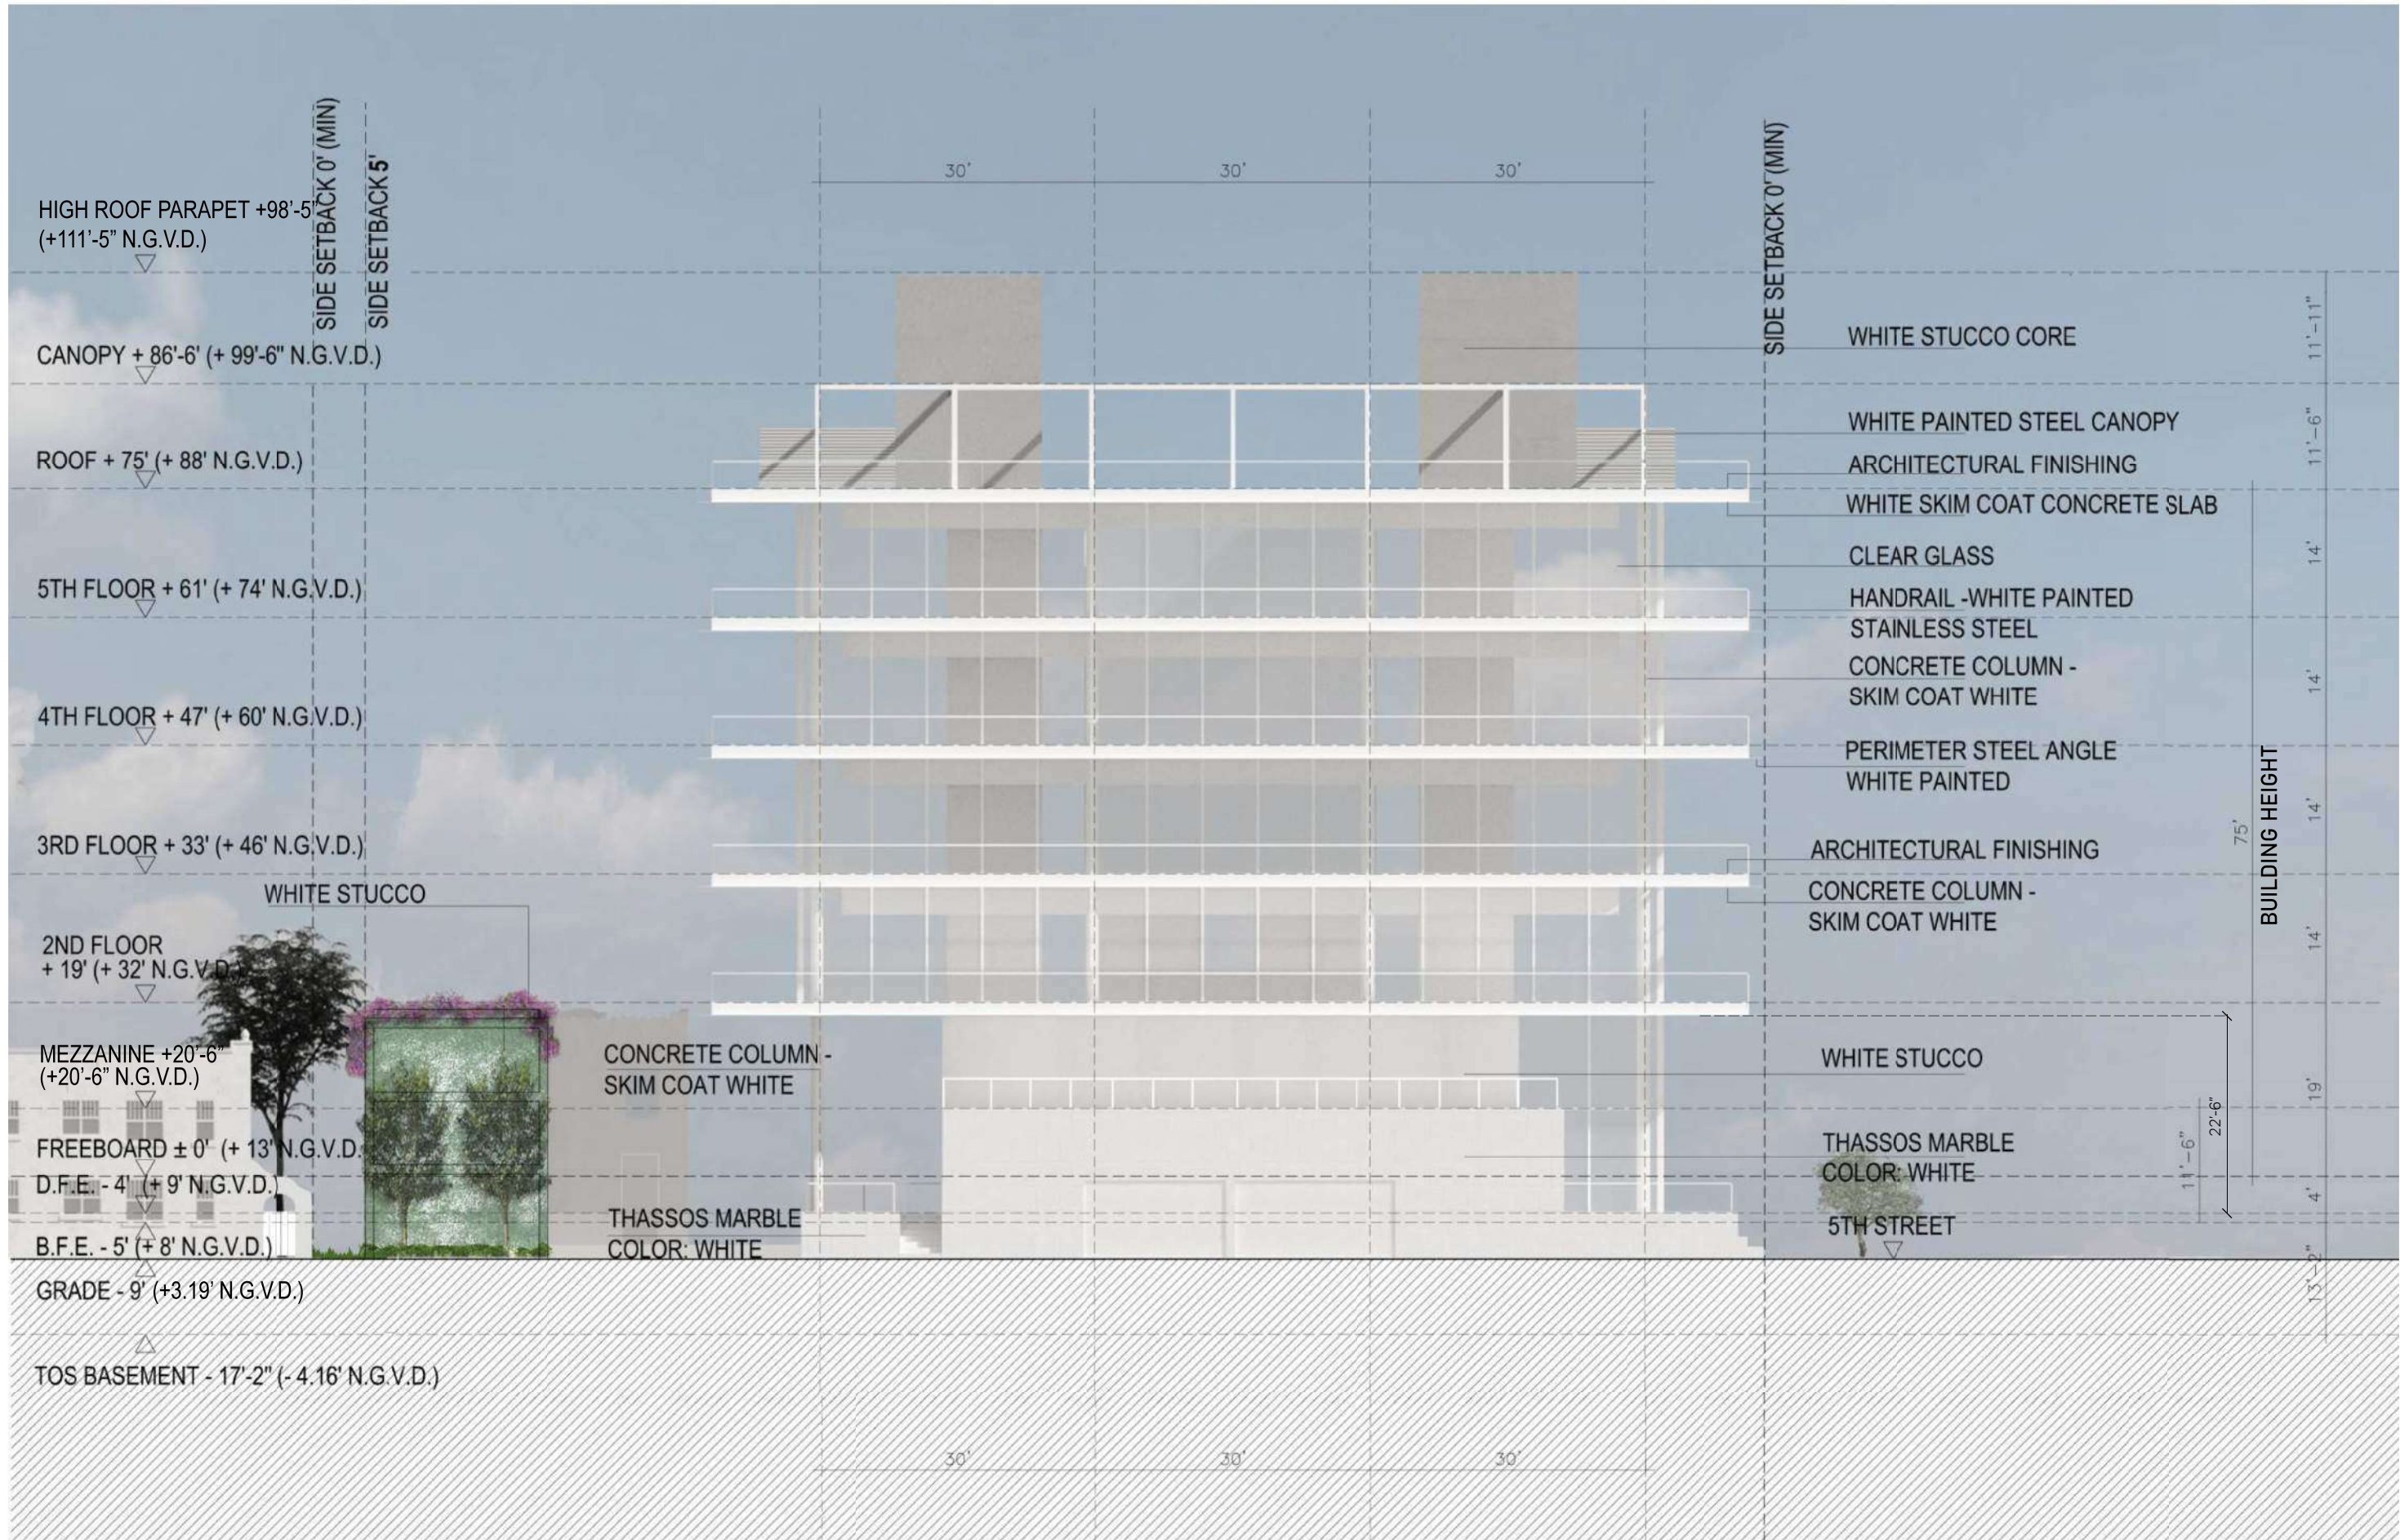 SIDE SETBACK 0' (MIN)
SIDE SETBACK 5'
SIDE SETBACK 0' (MIN)
30'
30'
30'
HIGH ROOF PARAPET +98'-5"
(+111'-5" N.G.V.D.)
CANOPY + 86'-6' (+ 99'-6" N.G.V.D.)
ROOF + 75' (+ 88' N.G.V.D.)
5TH FLOOR + 61' (+ 74' N.G.V.D.)
4TH FLOOR + 47' (+ 60' N.G.V.D.)
3RD FLOOR + 33' (+ 46' N.G.V.D.)
WHITE STUCCO
2ND FLOOR
+ 19' (+ 32' N.G.V.D.)
MEZZANINE +20'-6"
(+20'-6" N.G.V.D.)
FREEBOARD ± 0' (+ 13' N.G.V.D.
D.F.E. - 4' (+ 9' N.G.V.D.)
B.F.E. - 5' (+ 8' N.G.V.D.)
GRADE - 9' (+3.19' N.G.V.D.)
TOS BASEMENT - 17'-2" (- 4.16' N.G.V.D.)
CONCRETE COLUMN -
SKIM COAT WHITE
THASSOS MARBLE
COLOR: WHITE
WHITE STUCCO CORE
WHITE PAINTED STEEL CANOPY
ARCHITECTURAL FINISHING
WHITE SKIM COAT CONCRETE SLAB
CLEAR GLASS
HANDRAIL -WHITE PAINTED
STAINLESS STEEL
CONCRETE COLUMN -
SKIM COAT WHITE
PERIMETER STEEL ANGLE
WHITE PAINTED
ARCHITECTURAL FINISHING
CONCRETE COLUMN -
SKIM COAT WHITE
WHITE STUCCO
THASSOS MARBLE
COLOR: WHITE
5TH STREET
11'-6"
22'-6"
75'
BUILDING HEIGHT
11'-11"
11'-6"
14'
14'
14'
14'
19'
4'
13'-2"
30'
30'
30'